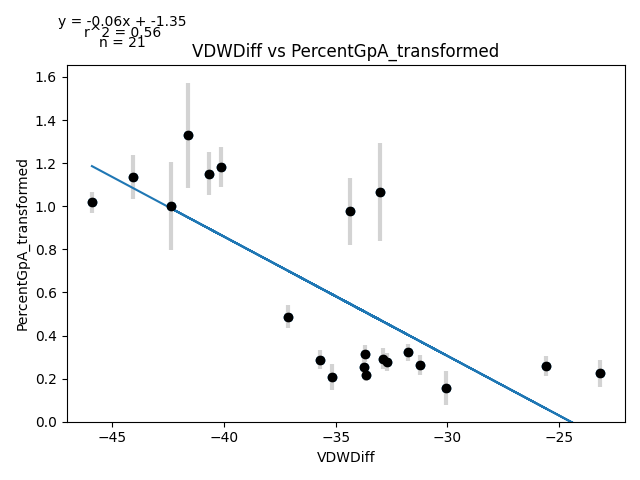 y = -0.06x + -1.35
r^2 = 0.56
n = 21
VDWDiff vs PercentGpA_transformed
1.6
1.4
1.2
1.0
0.8
0.6
0.4
0.2
0.0
PercentGpA_transformed
−45
−40
−35
−30
−25
VDWDiff